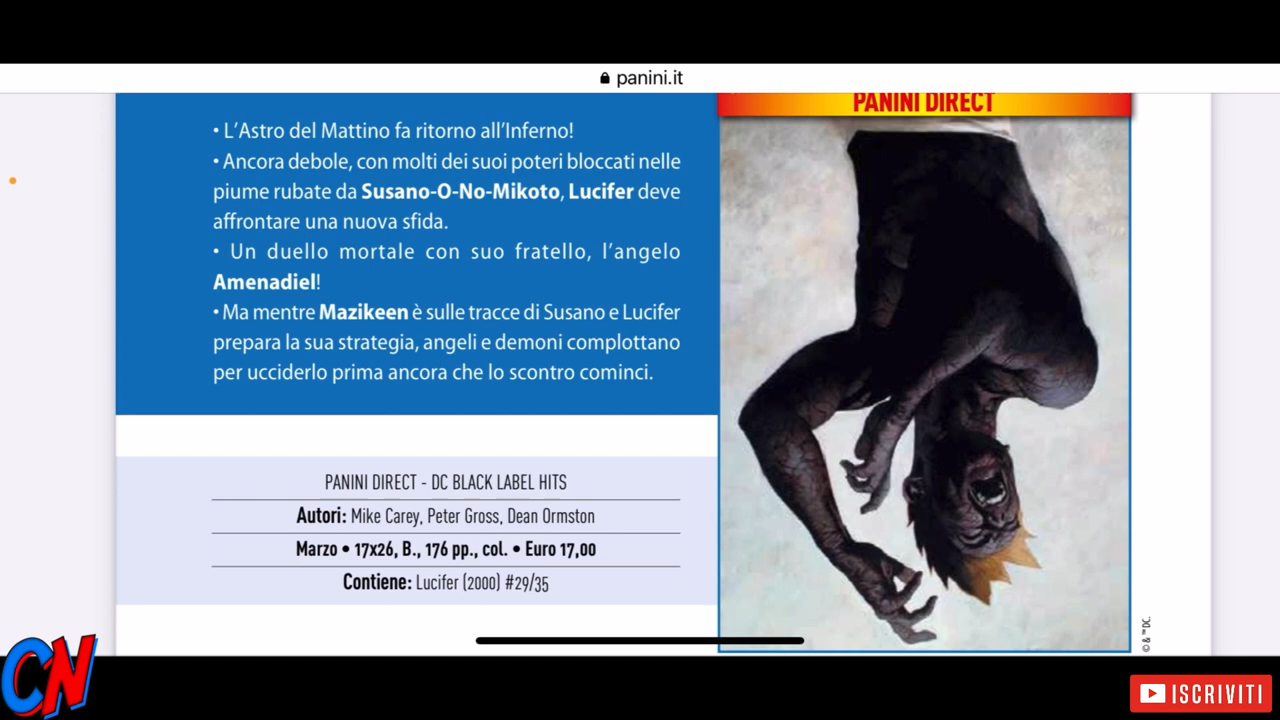 panini.it
PANINI DIRECT
• L'Astro del Mattino fa ritorno all'Inferno!
• Ancora debole, con molti dei suoi poteri bloccati nelle
piume rubate da Susano-O-No-Mikoto, Lucifer deve
affrontare una nuova sfida.
• Un duello mortale con suo fratello, l'angelo
Amenadiel!
• Ma mentre Mazikeen è sulle tracce di Susano e Lucifer
prepara la sua strategia, angeli e demoni complottano
per ucciderlo prima ancora che lo scontro cominci.
PANINI DIRECT - DC BLACK LABEL HITS
Autori: Mike Carey, Peter Gross, Dean Ormston
Marzo • 17x26, B., 176 pp., col. • Euro 17,00
Contiene: Lucifer (2000) #29/35
© & ™ DC.
CN
ISCRIVITI